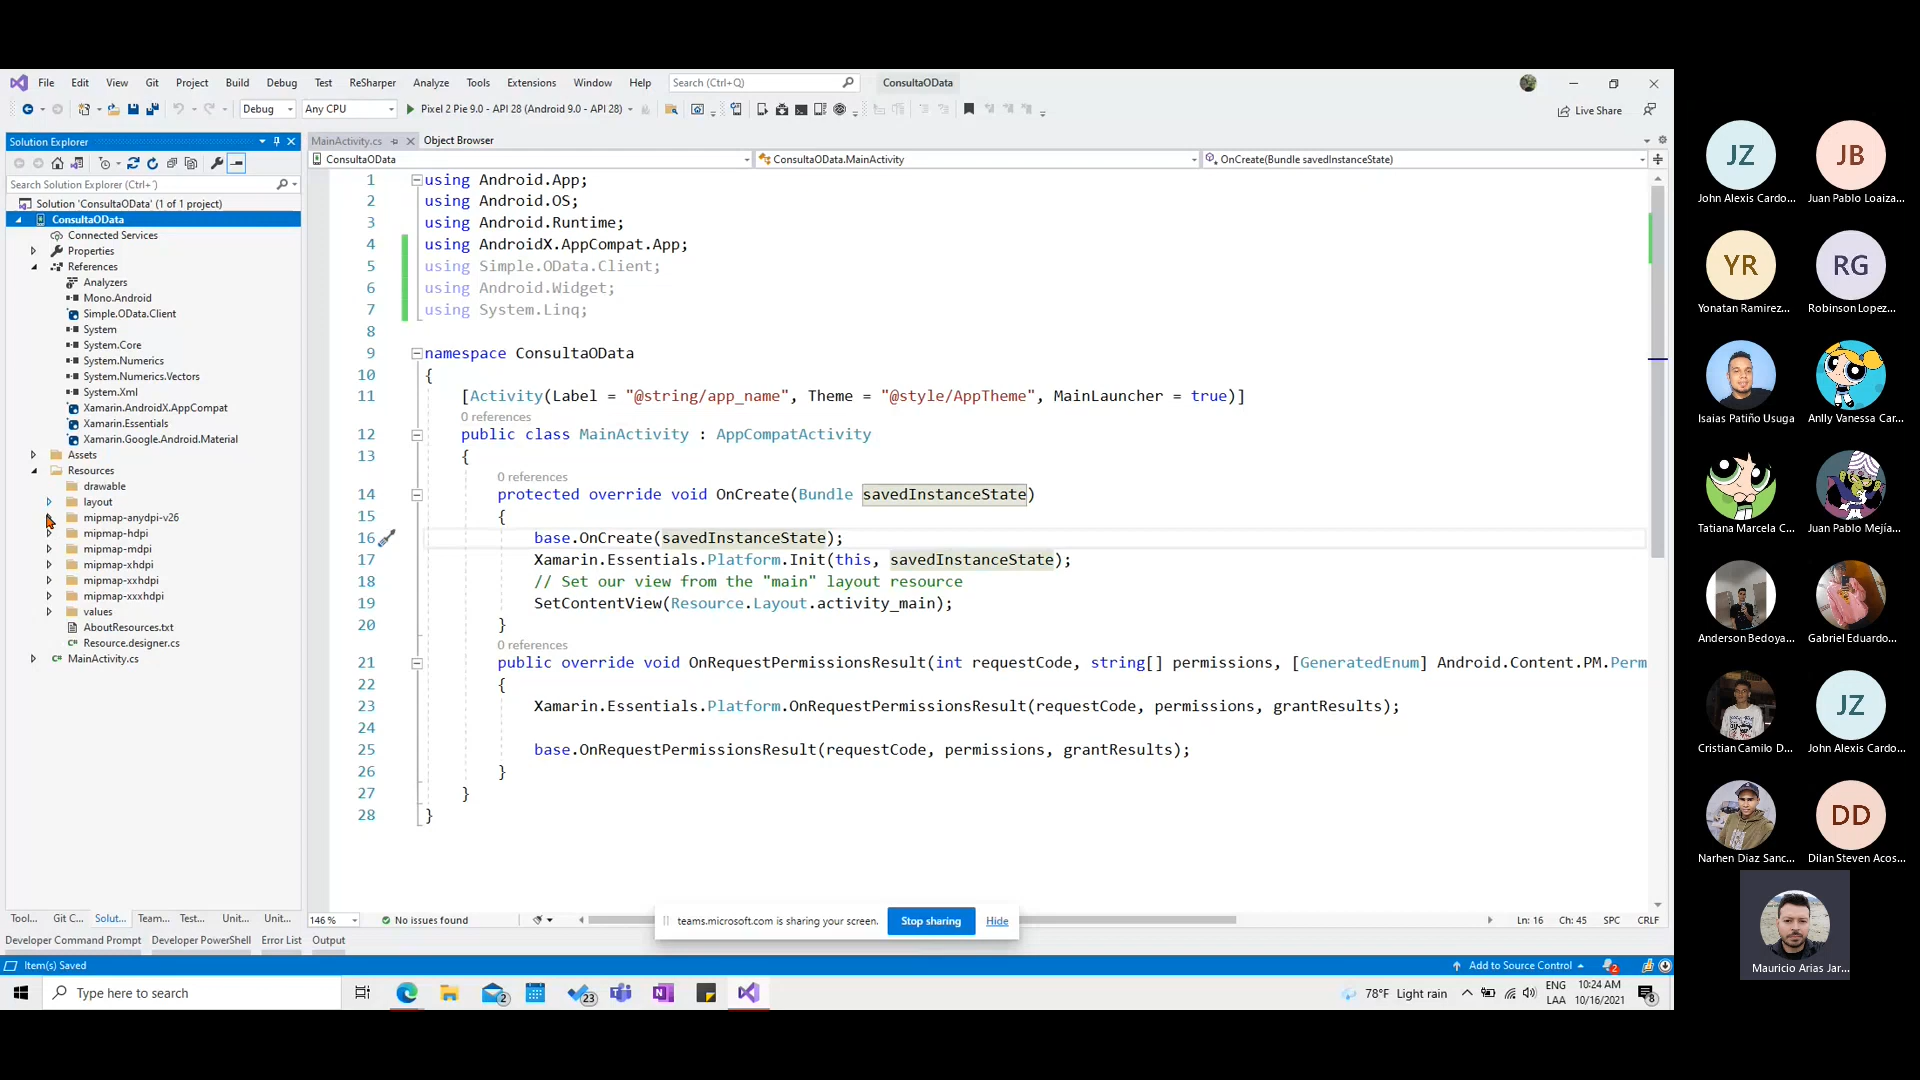 File Edit View Git Project Build Debug Test ReSharper Analyze Tools Extensions Window Help Search (Ctrl+Q) ConsultaOData
Debug Any CPU Pixel 2 Pie 9.0 - API 28 (Android 9.0 - API 28) Live Share
Solution Explorer
Search Solution Explorer (Ctrl+¨)
Solution 'ConsultaOData' (1 of 1 project)
ConsultaOData
Connected Services
Properties
References
Analyzers
Mono.Android
Simple.OData.Client
System
System.Core
System.Numerics
System.Numerics.Vectors
System.Xml
Xamarin.AndroidX.AppCompat
Xamarin.Essentials
Xamarin.Google.Android.Material
Assets
Resources
drawable
layout
mipmap-anydpi-v26
mipmap-hdpi
mipmap-mdpi
mipmap-xhdpi
mipmap-xxhdpi
mipmap-xxxhdpi
values
AboutResources.txt
Resource.designer.cs
MainActivity.cs
Tool... Git C... Solut... Team... Test... Unit... Unit...
MainActivity.cs Object Browser
ConsultaOData ConsultaOData.MainActivity OnCreate(Bundle savedInstanceState)
1 using Android.App;
2 using Android.OS;
3 using Android.Runtime;
4 using AndroidX.AppCompat.App;
5 using Simple.OData.Client;
6 using Android.Widget;
7 using System.Linq;
8
9 namespace ConsultaOData
10 {
11 [Activity(Label = "@string/app_name", Theme = "@style/AppTheme", MainLauncher = true)]
0 references
12 public class MainActivity : AppCompatActivity
13 {
0 references
14 protected override void OnCreate(Bundle savedInstanceState)
15 {
16 base.OnCreate(savedInstanceState);
17 Xamarin.Essentials.Platform.Init(this, savedInstanceState);
18 // Set our view from the "main" layout resource
19 SetContentView(Resource.Layout.activity_main);
20 }
0 references
21 public override void OnRequestPermissionsResult(int requestCode, string[] permissions, [GeneratedEnum] Android.Content.PM.Perm
22 {
23 Xamarin.Essentials.Platform.OnRequestPermissionsResult(requestCode, permissions, grantResults);
24
25 base.OnRequestPermissionsResult(requestCode, permissions, grantResults);
26 }
27 }
28 }
146 % No issues found Ln: 16 Ch: 45 SPC CRLF
teams.microsoft.com is sharing your screen. Stop sharing Hide
Developer Command Prompt Developer PowerShell Error List Output
Item(s) Saved Add to Source Control 2
Type here to search 2 23 78°F Light rain ENG LAA 10:24 AM 10/16/2021 8
JZ JB
John Alexis Cardo... Juan Pablo Loaiza...
YR RG
Yonatan Ramirez... Robinson Lopez...
Isaias Patiño Usuga Anlly Vanessa Car...
Tatiana Marcela C... Juan Pablo Mejía...
Anderson Bedoya... Gabriel Eduardo...
JZ
Cristian Camilo D... John Alexis Cardo...
DD
Narhen Diaz Sanc... Dilan Steven Acos...
Mauricio Arias Jar...